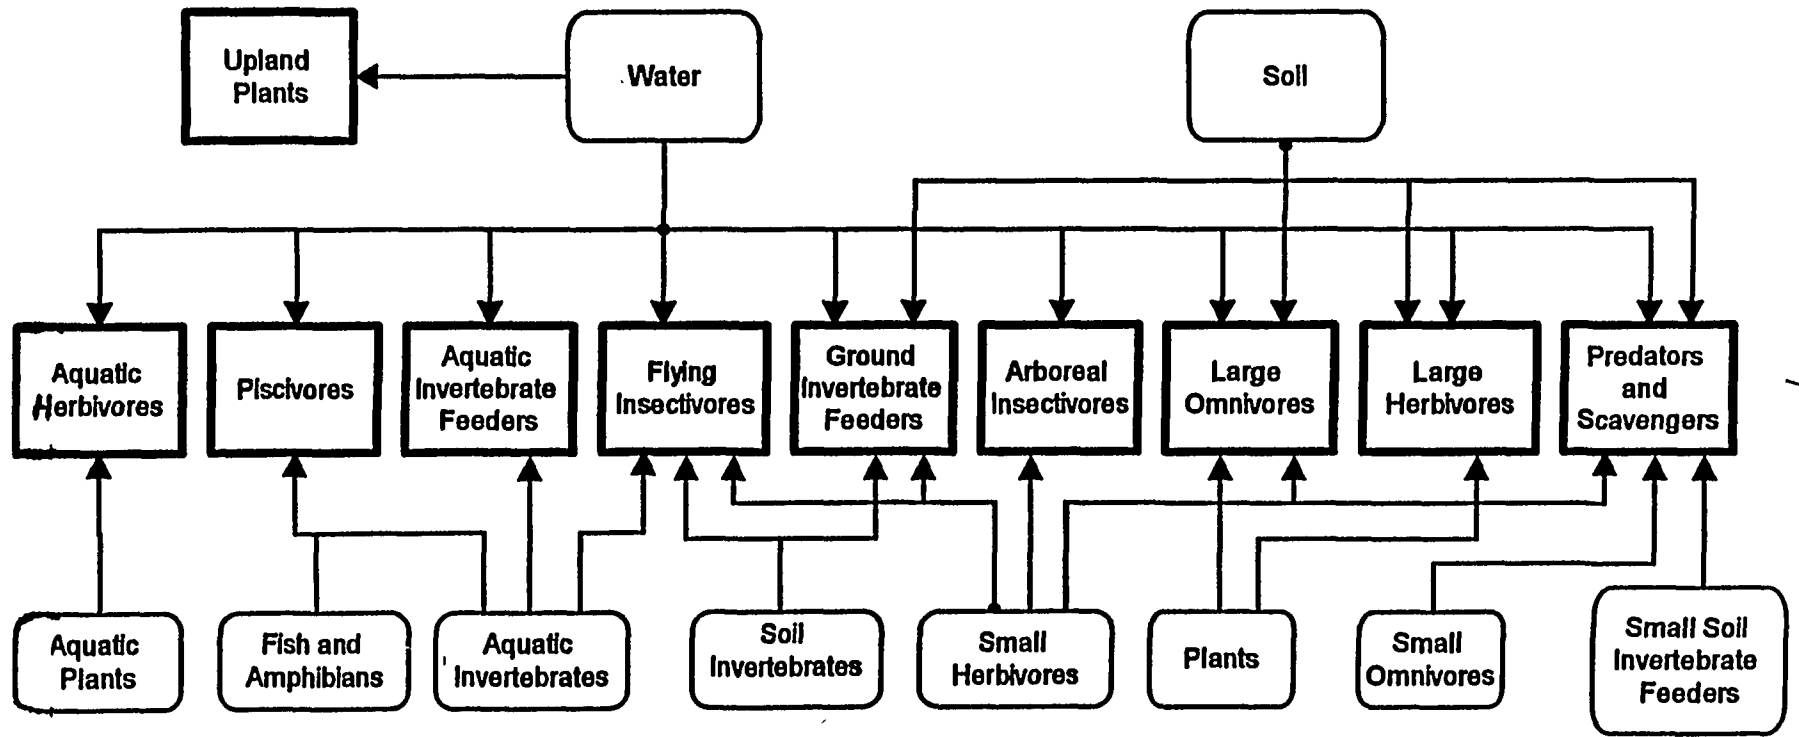 Upland
Plants
Water
Soil
Aquatic
Herbivores
Piscivores
Aquatic
Invertebrate
Feeders
Flying
Insectivores
Ground
Invertebrate
Feeders
Arboreal
Insectivores
Large
Omnivores
Large
Herbivores
Predators
and
Scavengers
Aquatic
Plants
Fish and
Amphibians
Aquatic
Invertebrates
Soil
Invertebrates
Small
Herbivores
Plants
Small
Omnivores
Small Soil
Invertebrate
Feeders